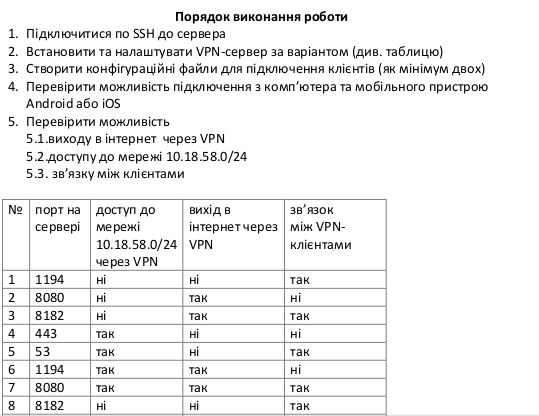 Порядок виконання роботи
1. Підключитися по SSH до сервера
2. Встановити та налаштувати VPN-сервер за варіантом (див. таблицю)
3. Створити конфігураційні файли для підключення клієнтів (як мінімум двох)
4. Перевірити можливість підключення з комп’ютера та мобільного пристрою
Android або iOS
5. Перевірити можливість
5.1.виходу в інтернет через VPN
5.2.доступу до мережі 10.18.58.0/24
5.3. зв’язку між клієнтами
№ порт на доступ до вихід в зв’язок
сервері мережі інтернет через між VPN-
10.18.58.0/24 VPN клієнтами
через VPN
1 1194 ні ні так
2 8080 ні так ні
3 8182 ні так так
4 443 так ні ні
5 53 так ні так
6 1194 так так ні
7 8080 так так так
8 8182 ні ні так